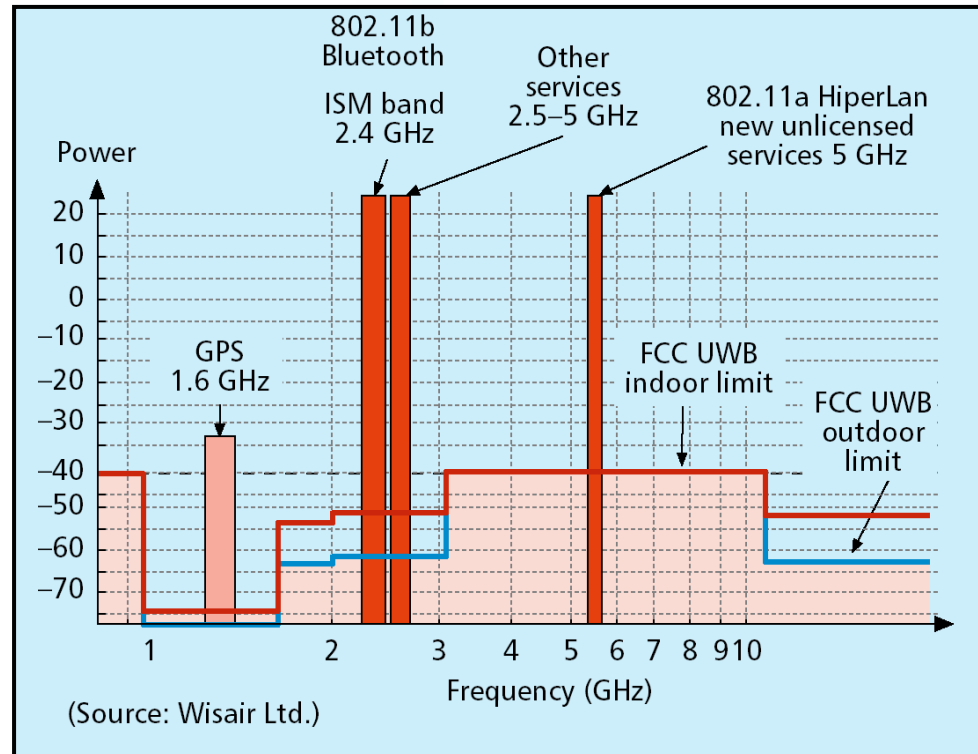 802.11b
Bluetooth
ISM band
2.4 GHz
Other
services
2.5–5 GHz
802.11a HiperLan
new unlicensed
services 5 GHz
Power
20
10
0
–10
–20
–30
–40
–50
–60
–70
GPS
1.6 GHz
FCC UWB
indoor limit
FCC UWB
outdoor
limit
1 2 3 4 5 6 7 8 9 10
Frequency (GHz)
(Source: Wisair Ltd.)